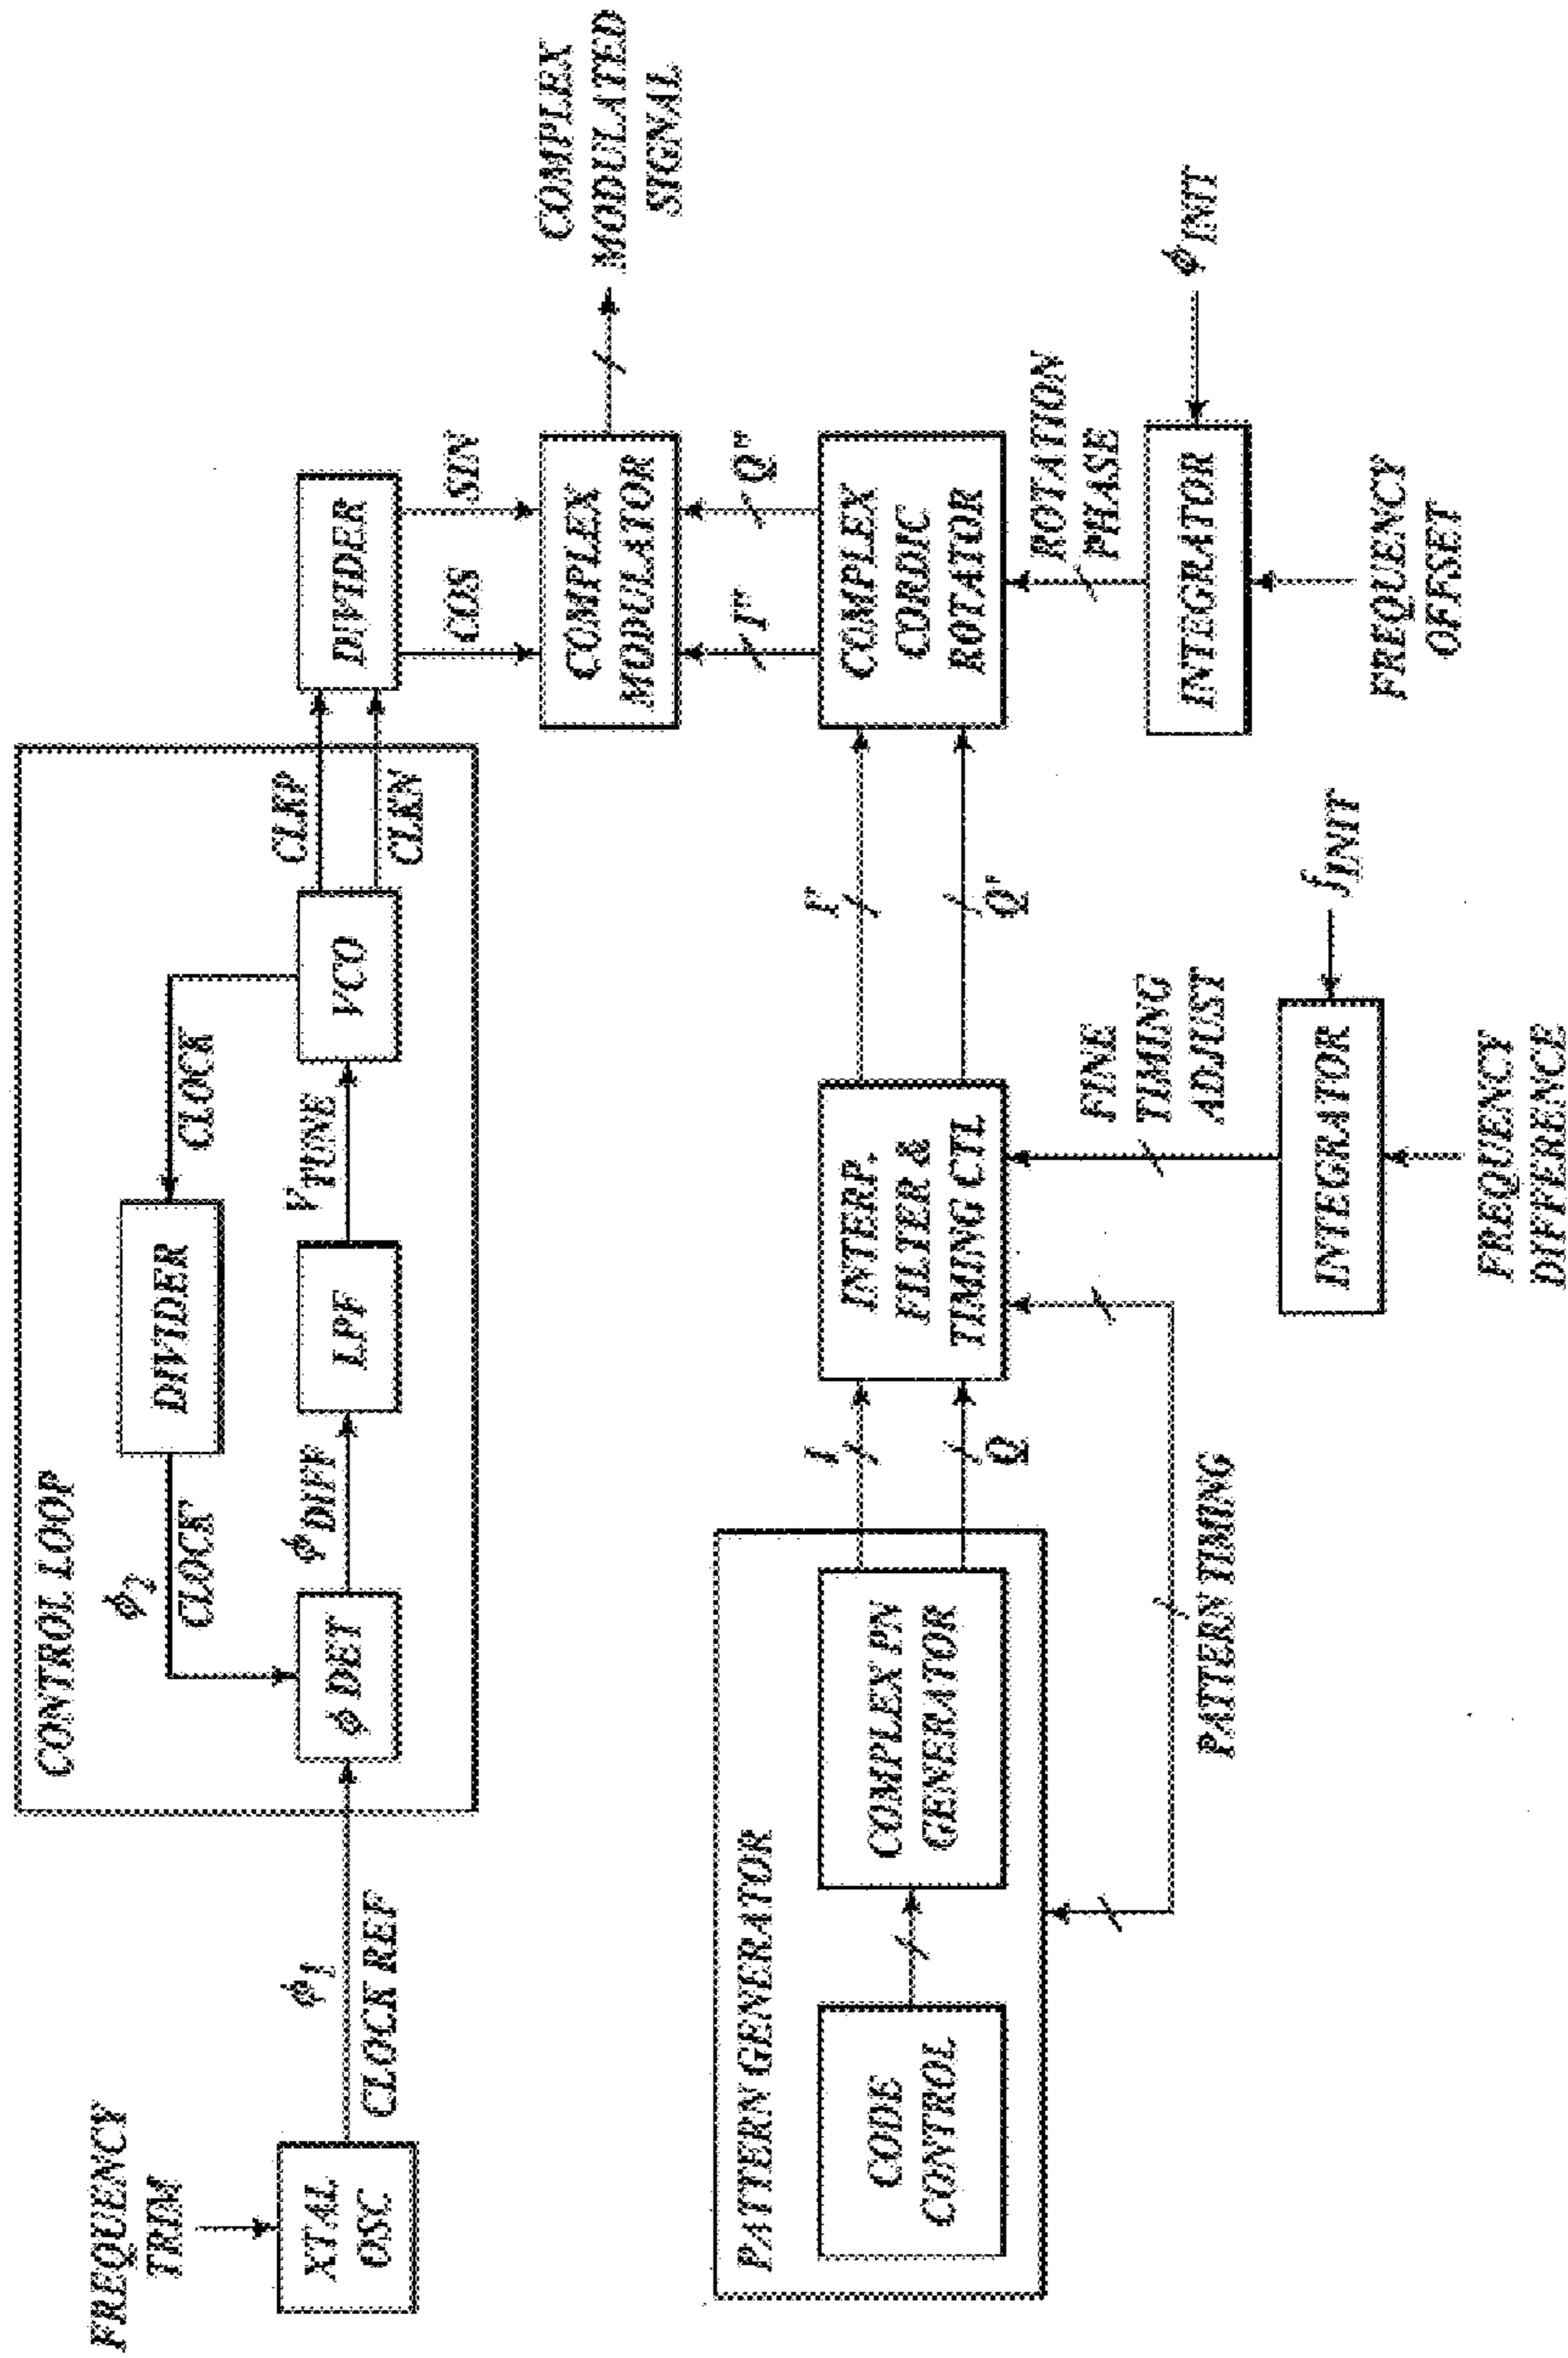 FREQUENCY
TRIM
XTAL
OSC
ϕ1
CLOCK REF
CONTROL LOOP
ϕ2
CLOCK
DIVIDER
CLOCK
ϕ DET
ϕDIFF
LPF
VTUNE
VCO
CLKP
CLKN
DIVIDER
COS
SIN
COMPLEX
MODULATOR
COMPLEX
MODULATED
SIGNAL
PATTERN GENERATOR
CODE
CONTROL
COMPLEX PN
GENERATOR
I
Q
INTERP.
FILTER &
TIMING CTL
I'
Q'
COMPLEX
CORDIC
ROTATOR
I"
Q"
PATTERN TIMING
FINE
TIMING
ADJUST
INTEGRATOR
fINIT
FREQUENCY
DIFFERENCE
ROTATION
PHASE
INTEGRATOR
ϕINIT
FREQUENCY
OFFSET